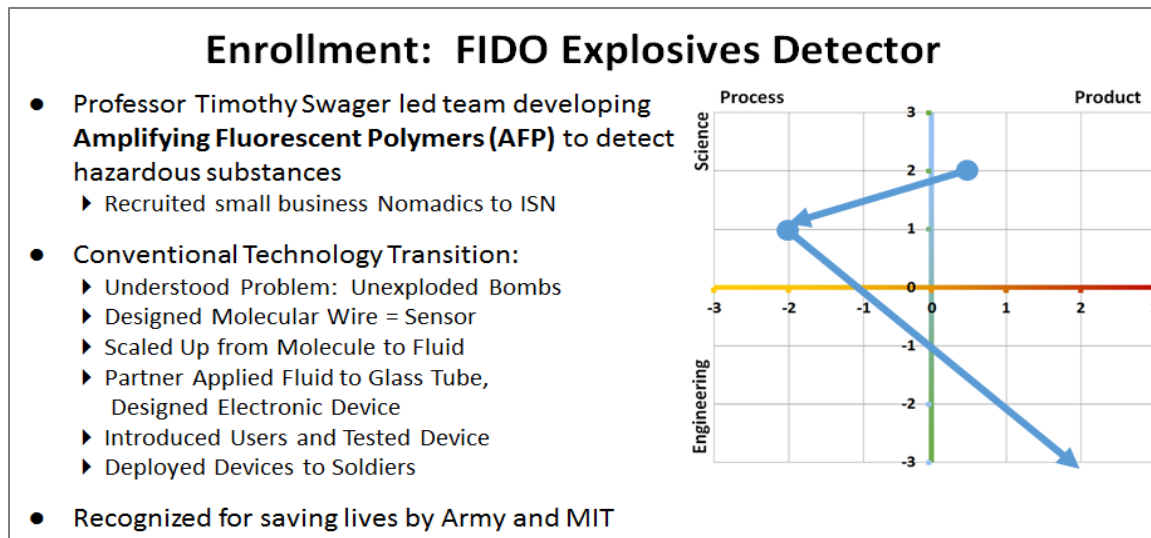 Enrollment: FIDO Explosives Detector
● Professor Timothy Swager led team developing
Amplifying Fluorescent Polymers (AFP) to detect
hazardous substances
▶ Recruited small business Nomadics to ISN
● Conventional Technology Transition:
▶ Understood Problem: Unexploded Bombs
▶ Designed Molecular Wire = Sensor
▶ Scaled Up from Molecule to Fluid
▶ Partner Applied Fluid to Glass Tube,
Designed Electronic Device
▶ Introduced Users and Tested Device
▶ Deployed Devices to Soldiers
● Recognized for saving lives by Army and MIT
Process
Product
Science
Engineering
3
2
1
0
-1
-2
-3
-3 -2 -1 0 1 2